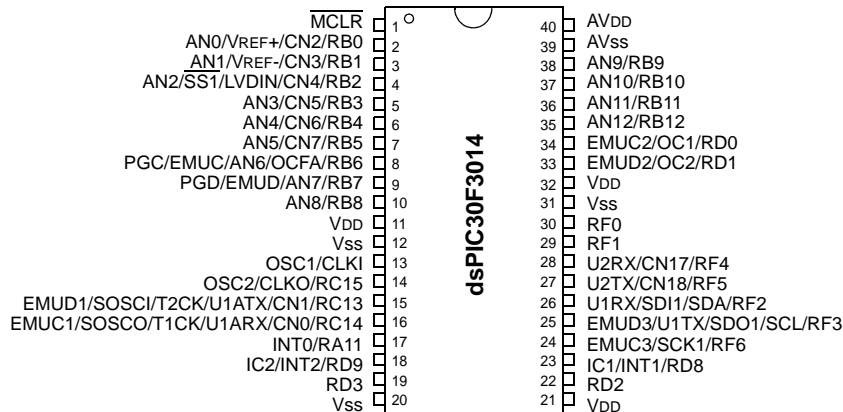 MCLR 1 40 AVDD
AN0/VREF+/CN2/RB0 2 39 AVss
AN1/VREF-/CN3/RB1 3 38 AN9/RB9
AN2/SS1/LVDIN/CN4/RB2 4 37 AN10/RB10
AN3/CN5/RB3 5 36 AN11/RB11
AN4/CN6/RB4 6 35 AN12/RB12
AN5/CN7/RB5 7 34 EMUC2/OC1/RD0
PGC/EMUC/AN6/OCFA/RB6 8 33 EMUD2/OC2/RD1
PGD/EMUD/AN7/RB7 9 32 VDD
AN8/RB8 10 31 Vss
VDD 11 30 RF0
Vss 12 29 RF1
OSC1/CLKI 13 28 U2RX/CN17/RF4
OSC2/CLKO/RC15 14 27 U2TX/CN18/RF5
EMUD1/SOSCI/T2CK/U1ATX/CN1/RC13 15 26 U1RX/SDI1/SDA/RF2
EMUC1/SOSCO/T1CK/U1ARX/CN0/RC14 16 25 EMUD3/U1TX/SDO1/SCL/RF3
INT0/RA11 17 24 EMUC3/SCK1/RF6
IC2/INT2/RD9 18 23 IC1/INT1/RD8
RD3 19 22 RD2
Vss 20 21 VDD
dsPIC30F3014